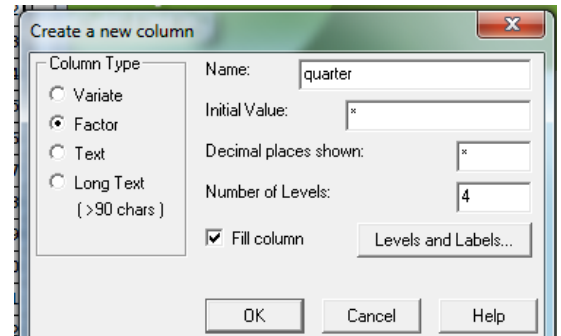 Create a new column
Column Type
Variate
Factor
Text
Long Text
( >90 chars )
Name: quarter
Initial Value: *
Decimal places shown: *
Number of Levels: 4
Fill column
Levels and Labels...
OK Cancel Help